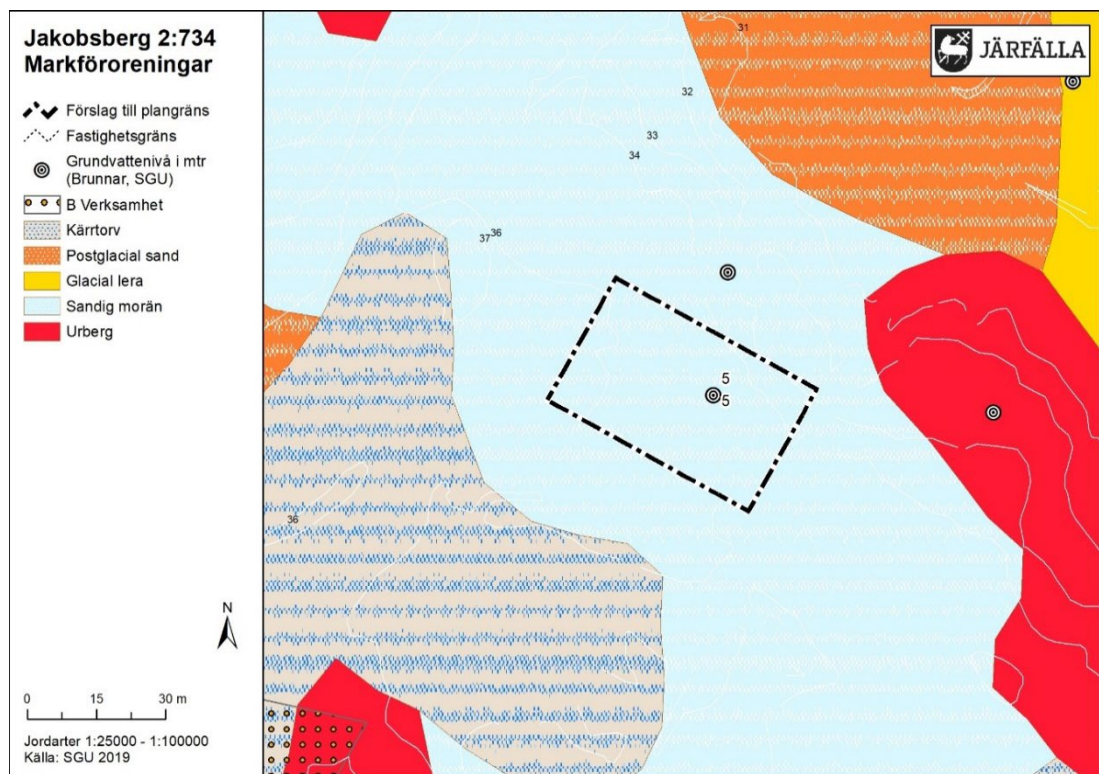 Jakobsberg 2:734
Markföroreningar
Förslag till plangräns
Fastighetsgräns
Grundvattenivå i mtr
(Brunnar, SGU)
B Verksamhet
Kärrtorv
Postglacial sand
Glacial lera
Sandig morän
Urberg
N
0 15 30 m
Jordarter 1:25000 - 1:100000
Källa: SGU 2019
JÄRFÄLLA
31
32
33
34
36
37
5
5
36